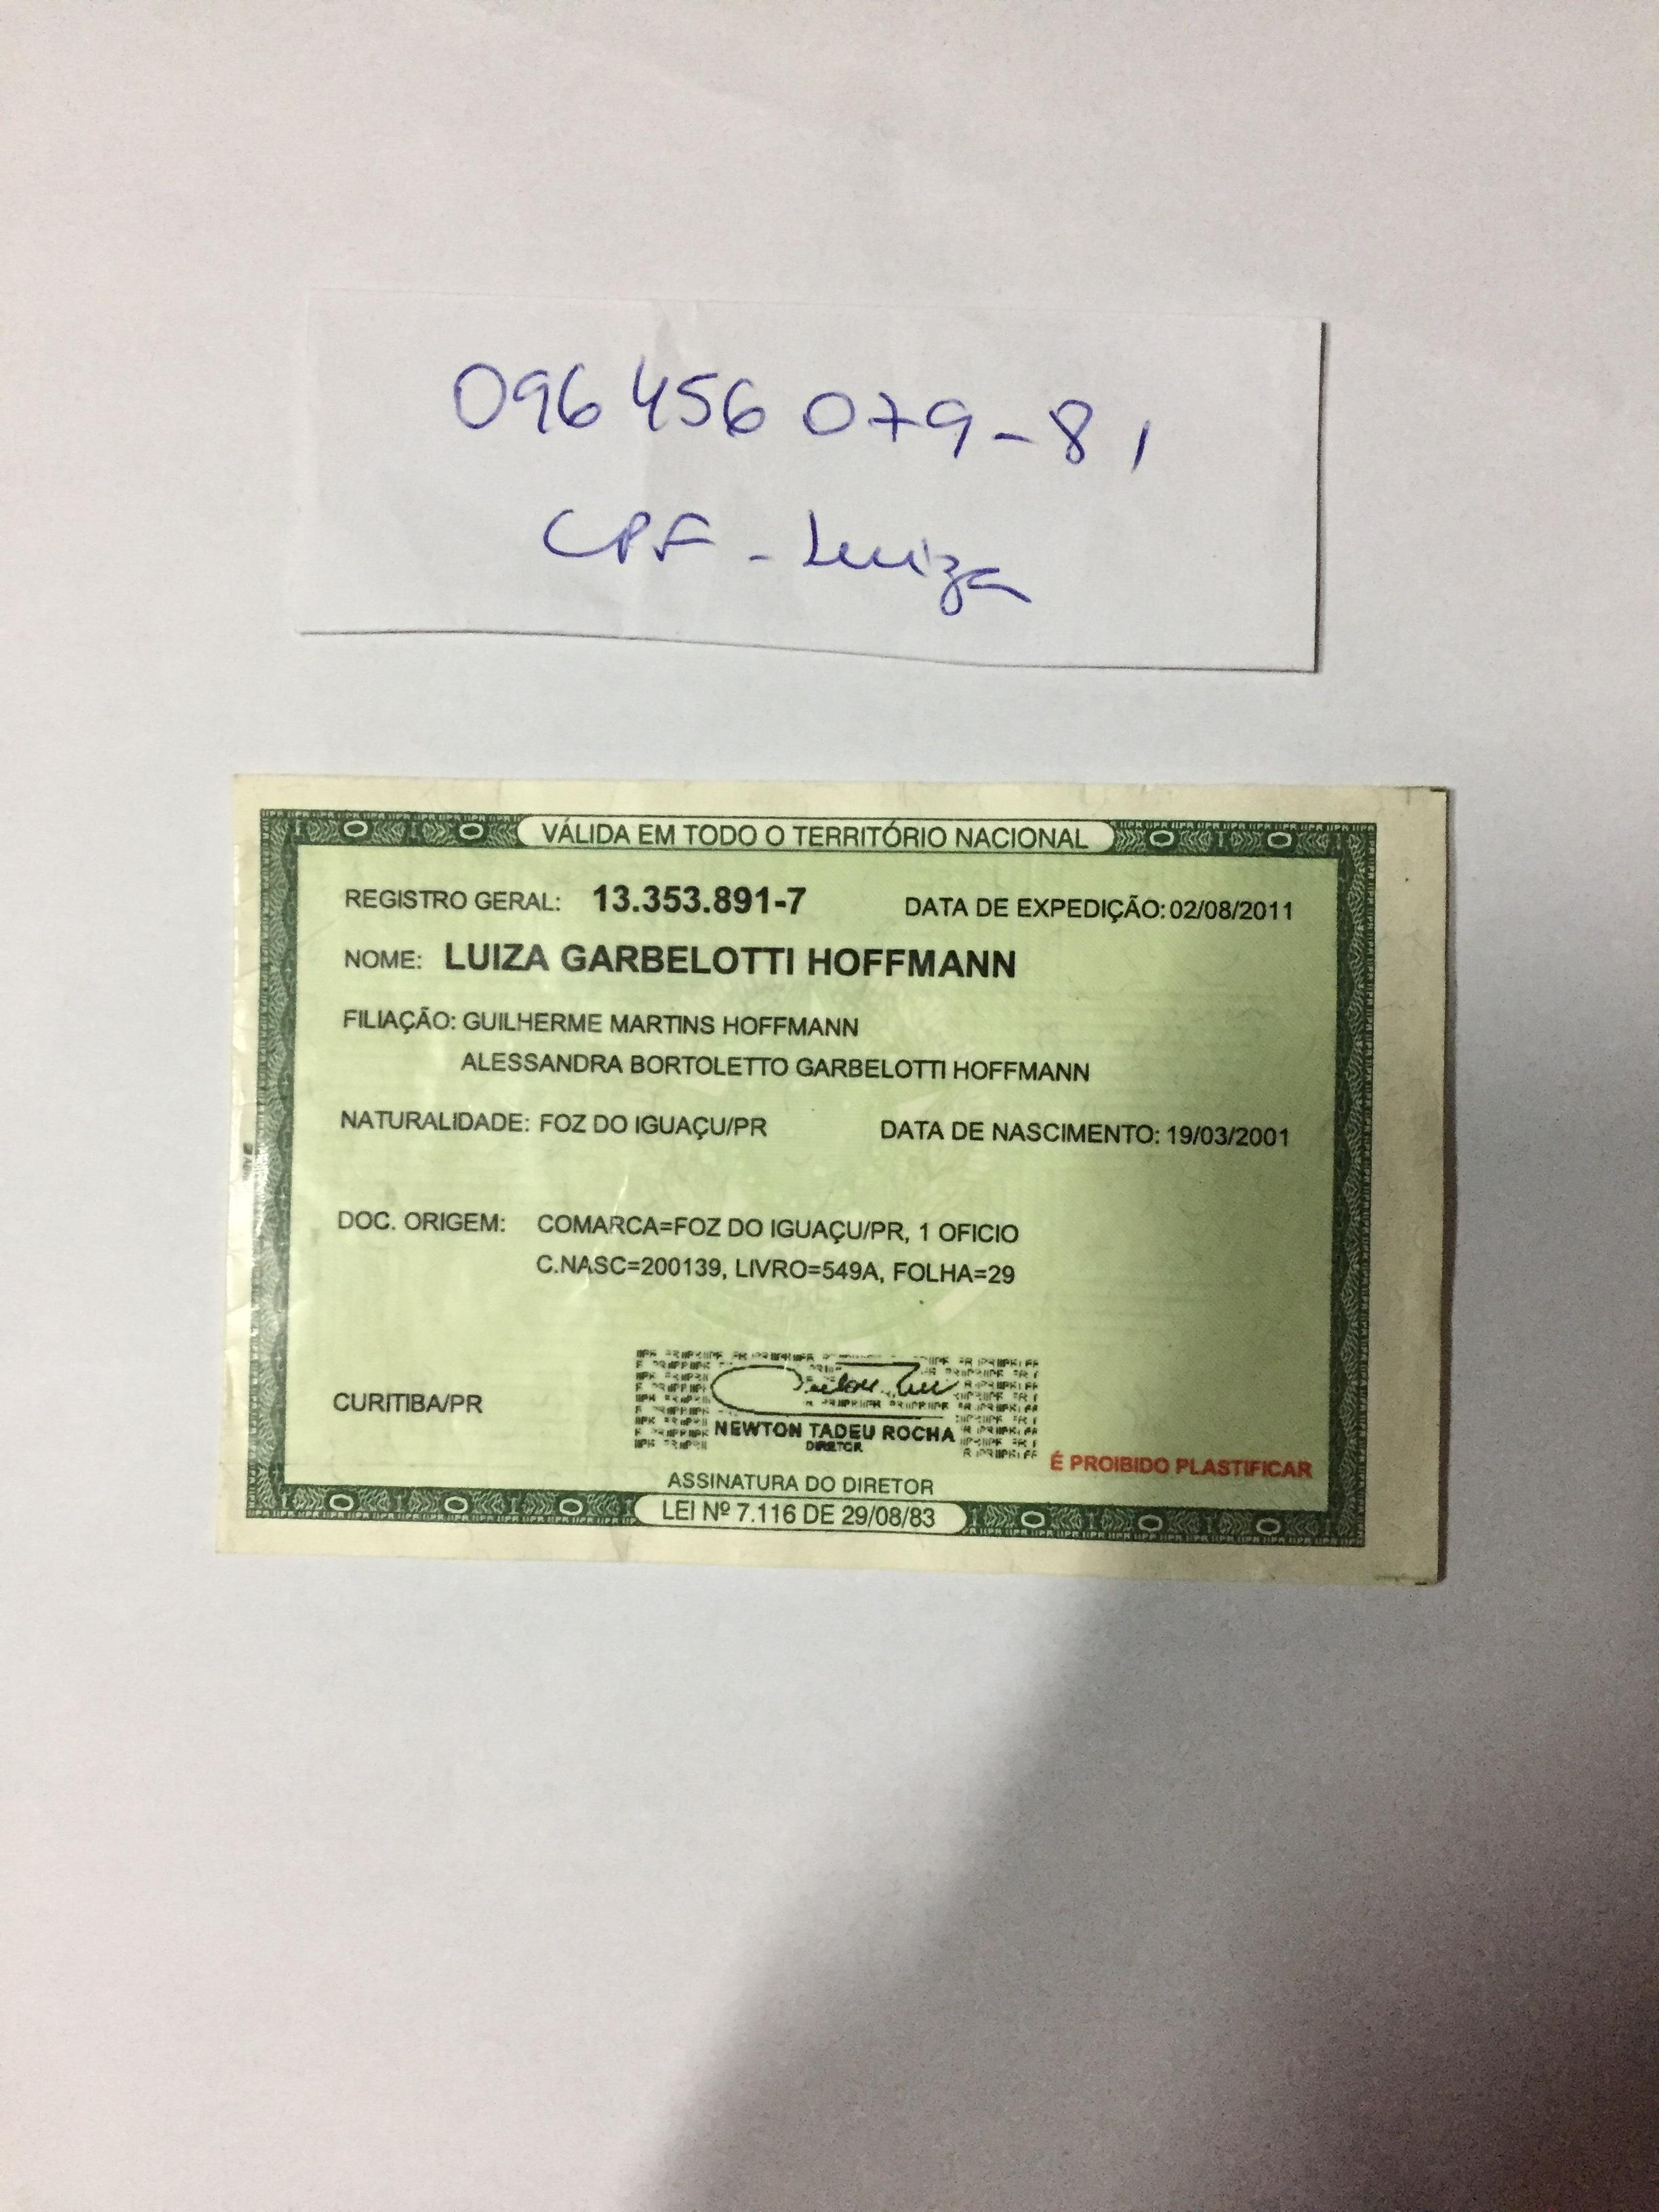 096 456 079-81
CPF - Luiza
VÁLIDA EM TODO O TERRITÓRIO NACIONAL
REGISTRO GERAL: 13.353.891-7 DATA DE EXPEDIÇÃO: 02/08/2011
NOME: LUIZA GARBELOTTI HOFFMANN
FILIAÇÃO: GUILHERME MARTINS HOFFMANN
ALESSANDRA BORTOLETTO GARBELOTTI HOFFMANN
NATURALIDADE: FOZ DO IGUAÇU/PR DATA DE NASCIMENTO: 19/03/2001
DOC. ORIGEM: COMARCA=FOZ DO IGUAÇU/PR, 1 OFICIO
C.NASC=200139, LIVRO=549A, FOLHA=29
CURITIBA/PR
NEWTON TADEU ROCHA
DIRETOR
ASSINATURA DO DIRETOR
É PROIBIDO PLASTIFICAR
LEI Nº 7.116 DE 29/08/83